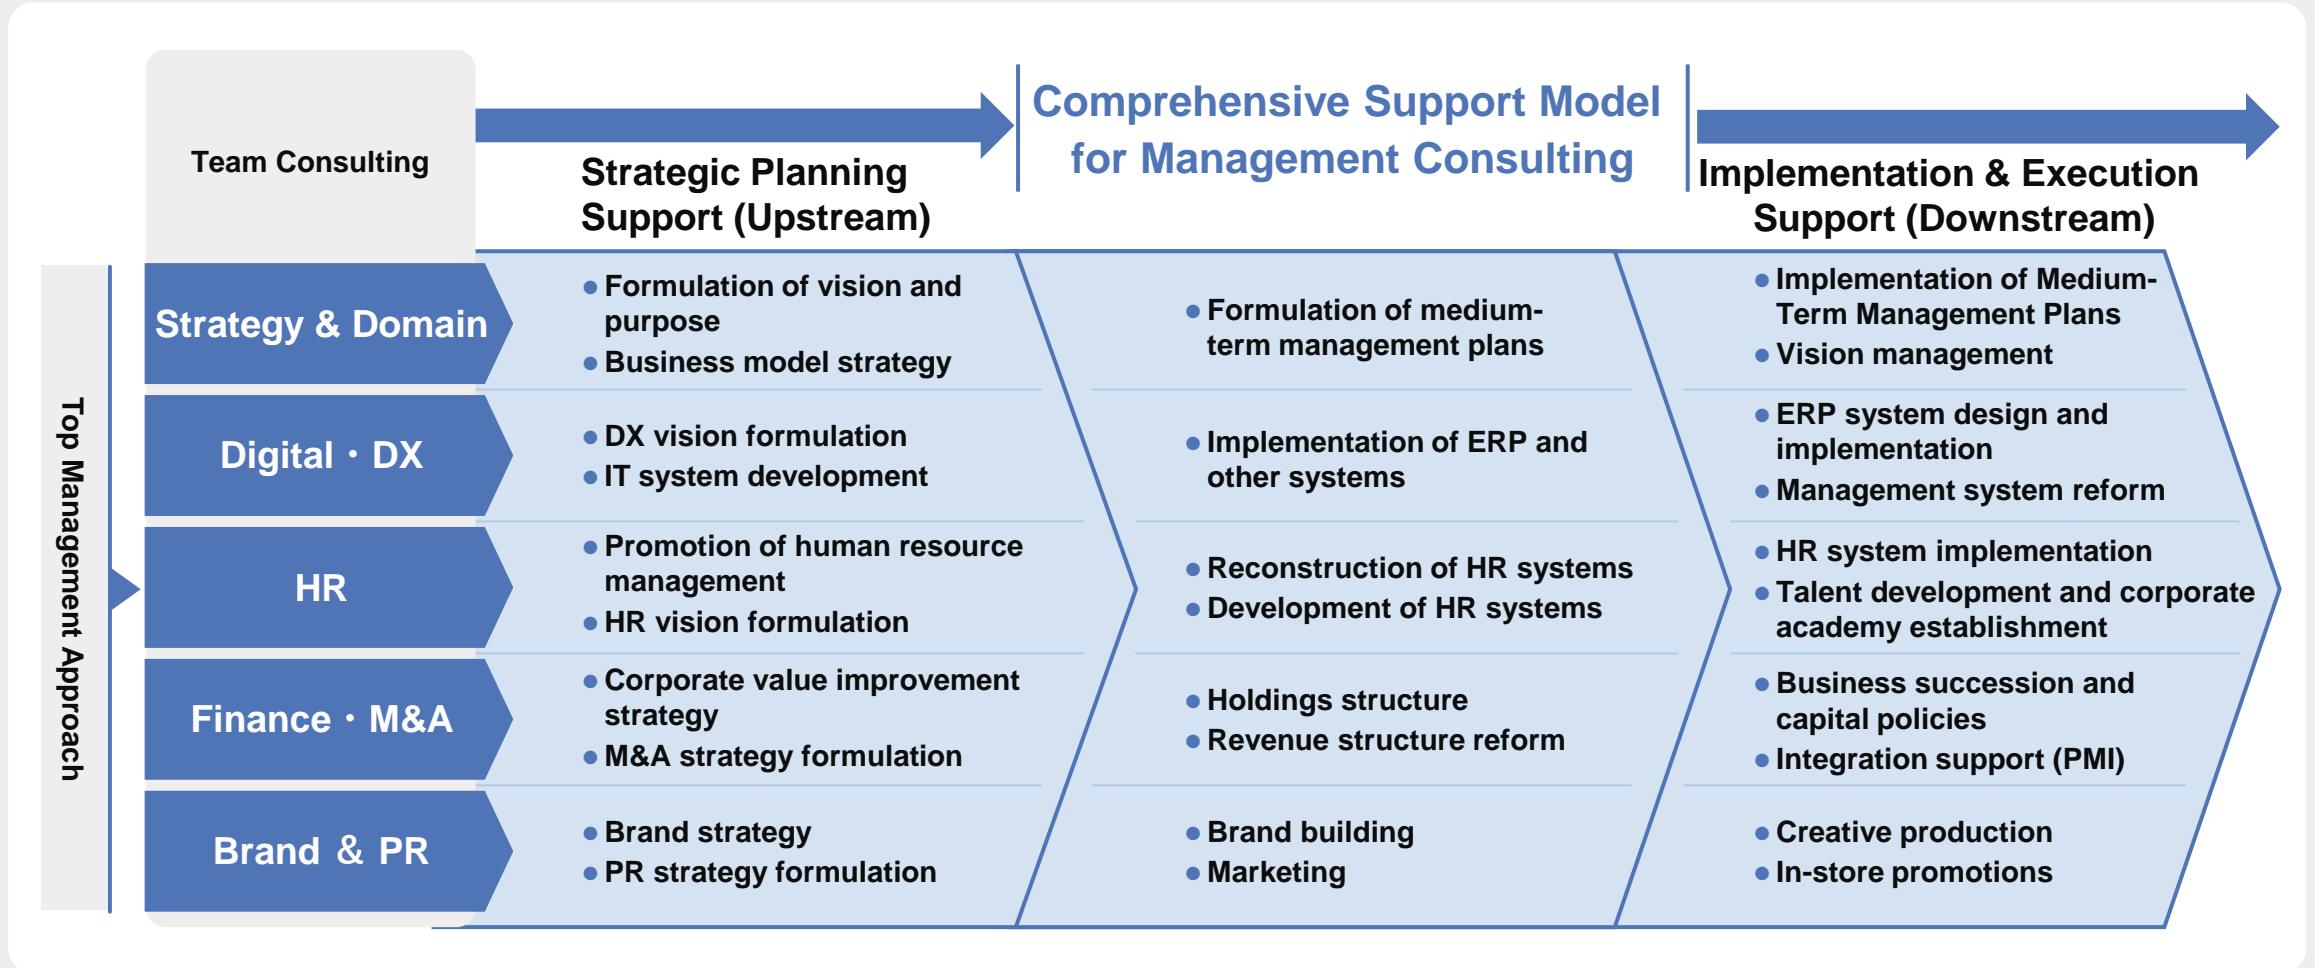 Team Consulting
Strategic Planning
Support (Upstream)
Comprehensive Support Model
for Management Consulting
Implementation & Execution
Support (Downstream)
Top Management Approach
Strategy & Domain
● Formulation of vision and
purpose
● Business model strategy
● Formulation of medium-
term management plans
● Implementation of Medium-
Term Management Plans
● Vision management
Digital・DX
● DX vision formulation
● IT system development
● Implementation of ERP and
other systems
● ERP system design and
implementation
● Management system reform
HR
● Promotion of human resource
management
● HR vision formulation
● Reconstruction of HR systems
● Development of HR systems
● HR system implementation
● Talent development and corporate
academy establishment
Finance・M&A
● Corporate value improvement
strategy
● M&A strategy formulation
● Holdings structure
● Revenue structure reform
● Business succession and
capital policies
● Integration support (PMI)
Brand & PR
● Brand strategy
● PR strategy formulation
● Brand building
● Marketing
● Creative production
● In-store promotions